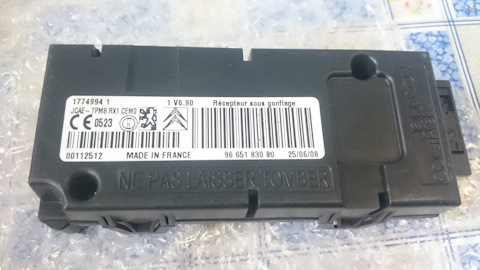 1774994 1
1 V6.90
Récepteur sous gonflage
JCAE - TPMS RX1 CEM0
CE 0523
00112512
MADE IN FRANCE
96 651 830 80
25/06/08
NE PAS LAISSER TOMBER